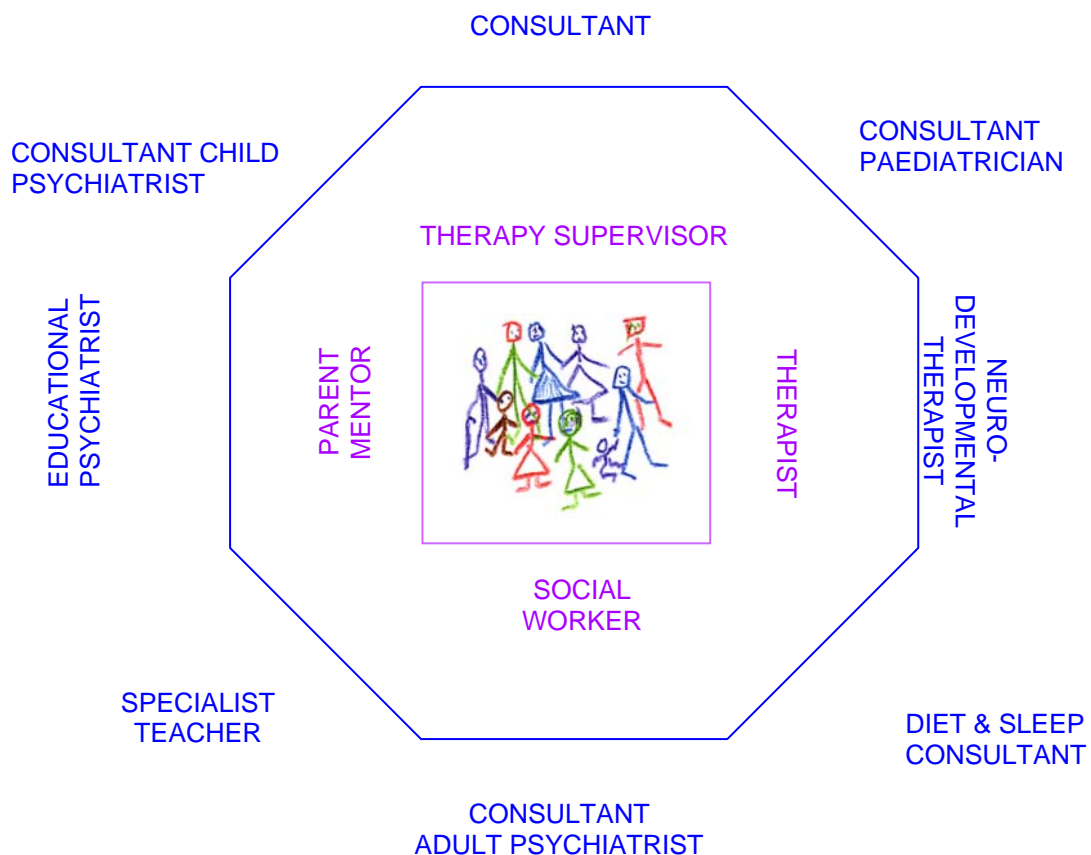 CONSULTANT
CONSULTANT CHILD
PSYCHIATRIST
CONSULTANT
PAEDIATRICIAN
THERAPY SUPERVISOR
EDUCATIONAL
PSYCHIATRIST
PARENT
MENTOR
THERAPIST
NEURO-
DEVELOPMENTAL
THERAPIST
SOCIAL
WORKER
SPECIALIST
TEACHER
DIET & SLEEP
CONSULTANT
CONSULTANT
ADULT PSYCHIATRIST